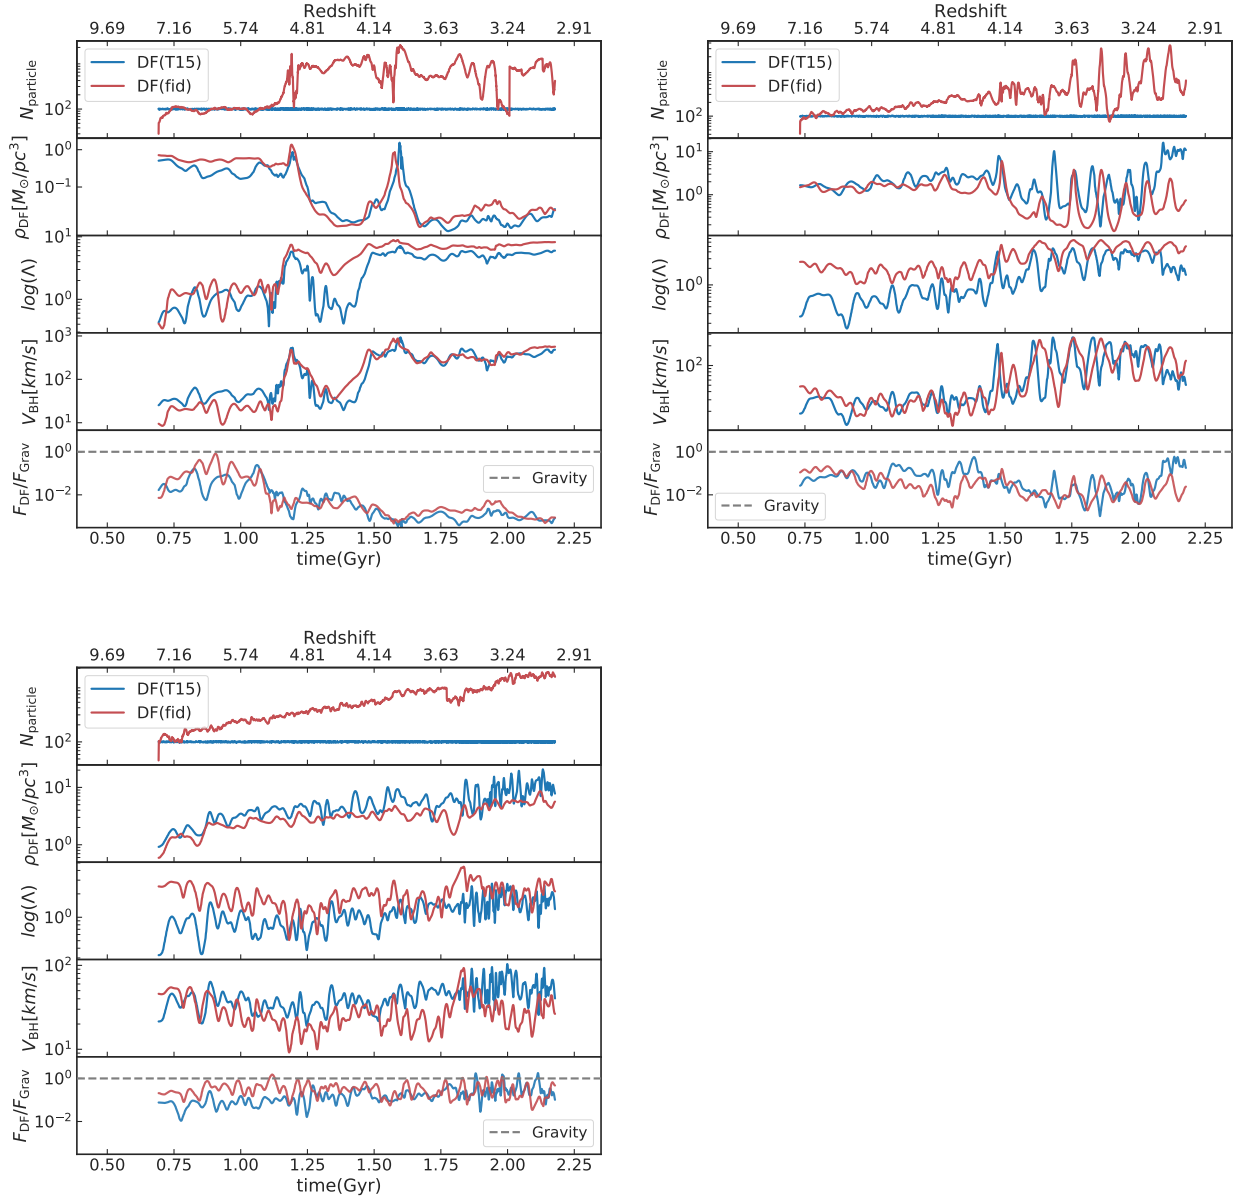 Redshift
9.69 7.16 5.74 4.81 4.14 3.63 3.24 2.91
N_particle
10^2
DF(T15)
DF(fid)
ρ_DF[M_⊙/pc^3]
10^0
10^−1
log(Λ)
10^1
10^0
V_BH[km/s]
10^3
10^2
10^1
F_DF/F_Grav
10^0
10^−2
Gravity
0.50 0.75 1.00 1.25 1.50 1.75 2.00 2.25
time(Gyr)
Redshift
9.69 7.16 5.74 4.81 4.14 3.63 3.24 2.91
N_particle
10^2
DF(T15)
DF(fid)
ρ_DF[M_⊙/pc^3]
10^1
10^0
log(Λ)
10^0
V_BH[km/s]
10^2
F_DF/F_Grav
10^0
10^−2
Gravity
0.50 0.75 1.00 1.25 1.50 1.75 2.00 2.25
time(Gyr)
Redshift
9.69 7.16 5.74 4.81 4.14 3.63 3.24 2.91
N_particle
10^2
DF(T15)
DF(fid)
ρ_DF[M_⊙/pc^3]
10^1
10^0
log(Λ)
10^0
V_BH[km/s]
10^2
10^1
F_DF/F_Grav
10^0
10^−2
Gravity
0.50 0.75 1.00 1.25 1.50 1.75 2.00 2.25
time(Gyr)